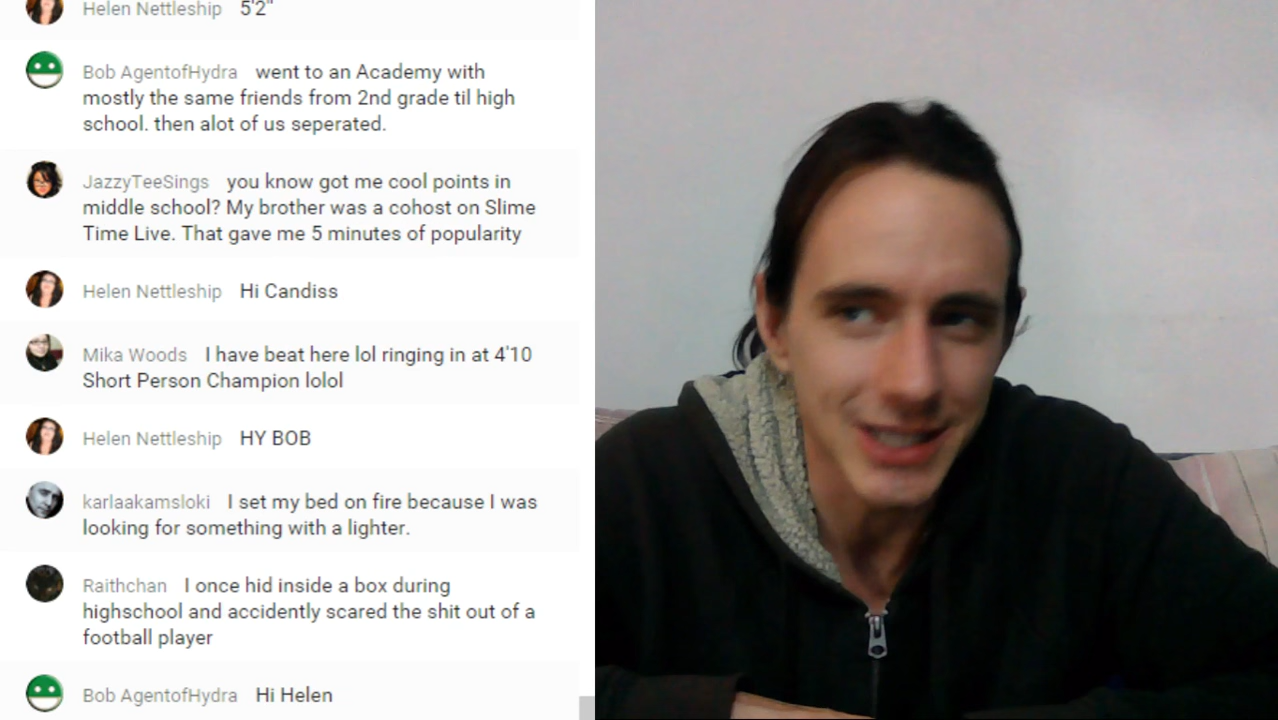 Helen Nettleship 5'2"
Bob AgentofHydra went to an Academy with
mostly the same friends from 2nd grade til high
school. then alot of us seperated.
JazzyTeeSings you know got me cool points in
middle school? My brother was a cohost on Slime
Time Live. That gave me 5 minutes of popularity
Helen Nettleship Hi Candiss
Mika Woods I have beat here lol ringing in at 4'10
Short Person Champion lolol
Helen Nettleship HY BOB
karlaakamsloki I set my bed on fire because I was
looking for something with a lighter.
Raithchan I once hid inside a box during
highschool and accidently scared the shit out of a
football player
Bob AgentofHydra Hi Helen